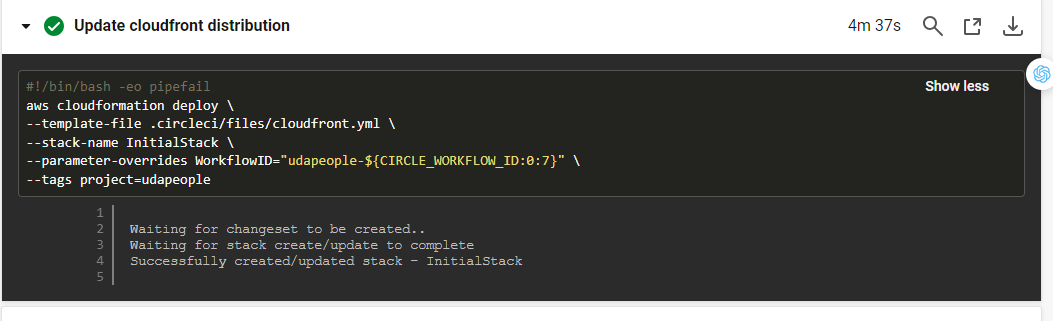 Update cloudfront distribution
4m 37s
#!/bin/bash -eo pipefail
Show less
aws cloudformation deploy \
--template-file .circleci/files/cloudfront.yml \
--stack-name InitialStack \
--parameter-overrides WorkflowID="udapeople-${CIRCLE_WORKFLOW_ID:0:7}" \
--tags project=udapeople
1
2 Waiting for changeset to be created..
3 Waiting for stack create/update to complete
4 Successfully created/updated stack - InitialStack
5